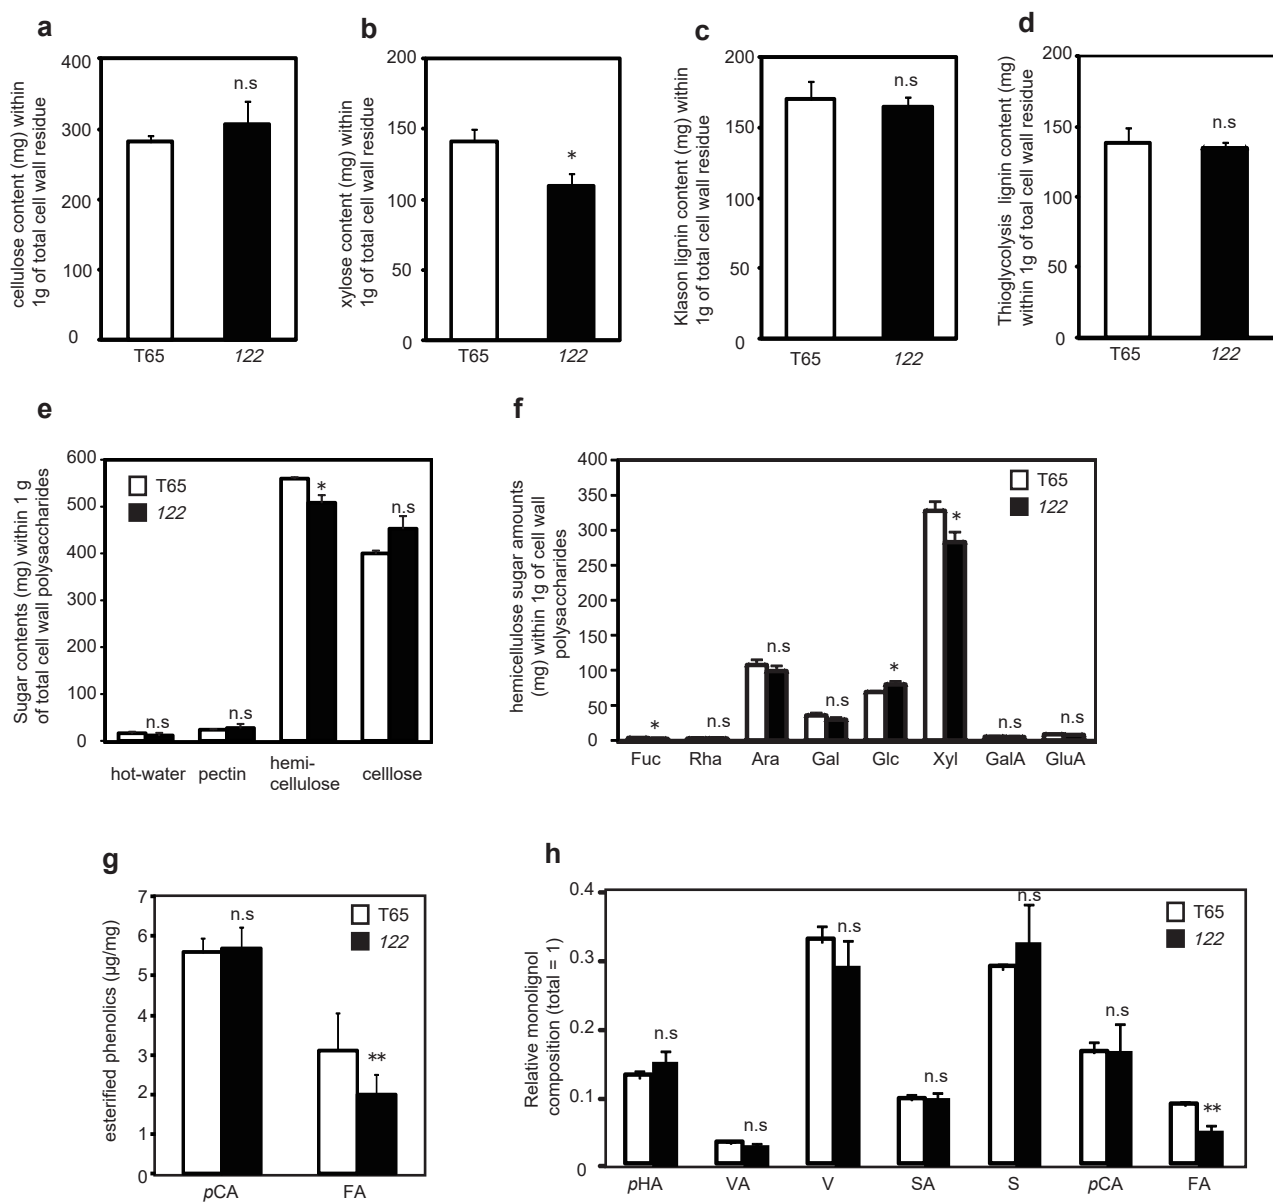 a
cellulose content (mg) within
1g of total cell wall residue
400
300
200
100
0
n.s
T65
122
b
xylose content (mg) within
1g of total cell wall residue
200
150
100
50
0
*
T65
122
c
Klason lignin content (mg) within
1g of total cell wall residue
200
150
100
50
0
n.s
T65
122
d
Thioglycolysis lignin content (mg)
within 1g of toal cell wall residue
200
150
100
50
0
n.s
T65
122
e
Sugar contents (mg) within 1 g
of total cell wall polysaccharides
600
500
400
300
200
100
0
T65
122
n.s
n.s
*
n.s
hot-water
pectin
hemi-
cellulose
celllose
f
hemicellulose sugar amounts
(mg) within 1g of cell wall
polysaccharides
400
350
300
250
200
150
100
50
0
T65
122
*
n.s
n.s
n.s
*
*
n.s
n.s
Fuc
Rha
Ara
Gal
Glc
Xyl
GalA
GluA
g
esterified phenolics (µg/mg)
7
6
5
4
3
2
1
0
T65
122
n.s
**
pCA
FA
h
Relative monolignol
composition (total = 1)
0.4
0.3
0.2
0.1
0
T65
122
n.s
n.s
n.s
n.s
n.s
n.s
**
pHA
VA
V
SA
S
pCA
FA